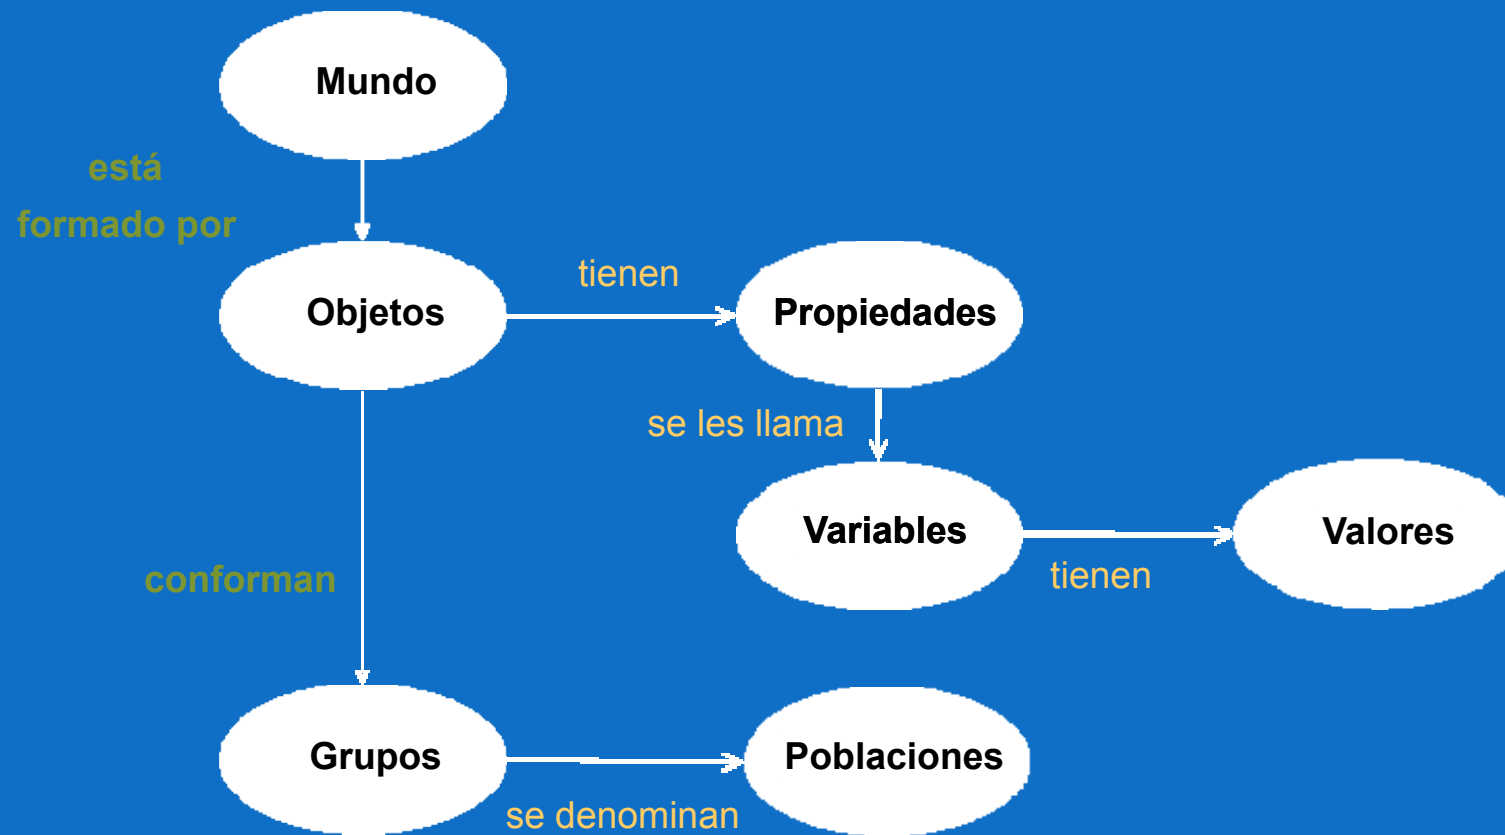 Mundo
está
formado por
Objetos
tienen
Propiedades
se les llama
Variables
tienen
Valores
conforman
Grupos
se denominan
Poblaciones